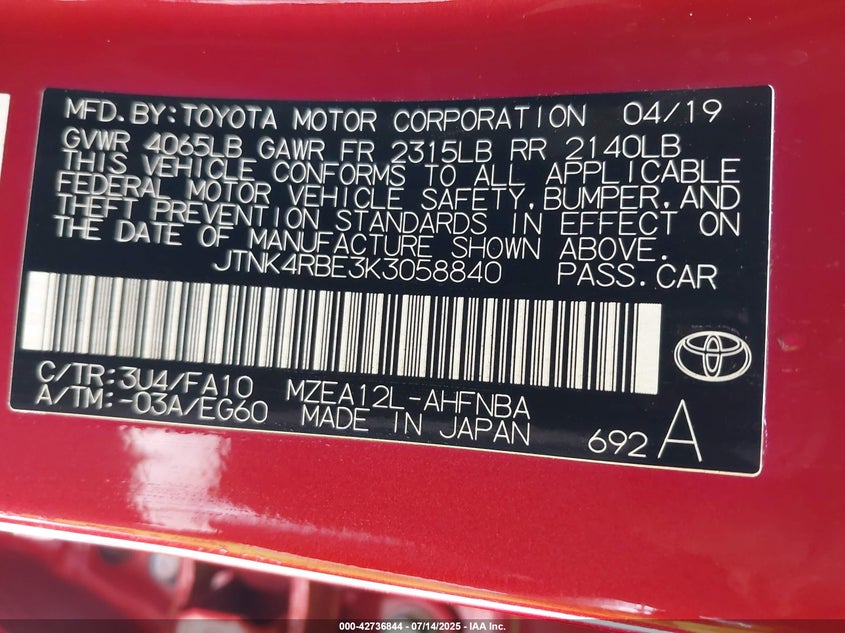 MFD.BY:TOYOTA MOTOR CORPORATION 04/19
GVWR 4065LB GAWR FR 2315LB RR 2140LB
THIS VEHICLE CONFORMS TO ALL APPLICABLE
FEDERAL MOTOR VEHICLE SAFETY,BUMPER,AND
THEFT PREVENTION STANDARDS IN EFFECT ON
THE DATE OF MANUFACTURE SHOWN ABOVE.
JTNK4RBE3K3058840 PASS.CAR
C/TR:3U4/FA10 MZEA12L-AHFNBA
A/TM:-03A/EG60 MADE IN JAPAN
692 A
000-42736844 — 07/14/2025 — IAA Inc.